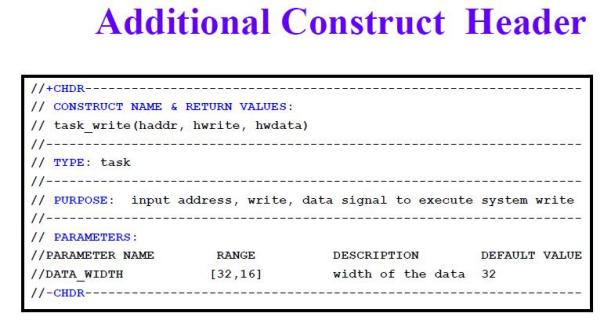 Additional Construct Header
//+CHDR----------------------------------------------------------------------
// CONSTRUCT NAME & RETURN VALUES:
// task_write(haddr, hwrite, hwdata)
//---------------------------------------------------------------------------
// TYPE: task
//---------------------------------------------------------------------------
// PURPOSE: input address, write, data signal to execute system write
//---------------------------------------------------------------------------
// PARAMETERS:
//PARAMETER NAME RANGE DESCRIPTION DEFAULT VALUE
//DATA_WIDTH [32,16] width of the data 32
//-CHDR----------------------------------------------------------------------